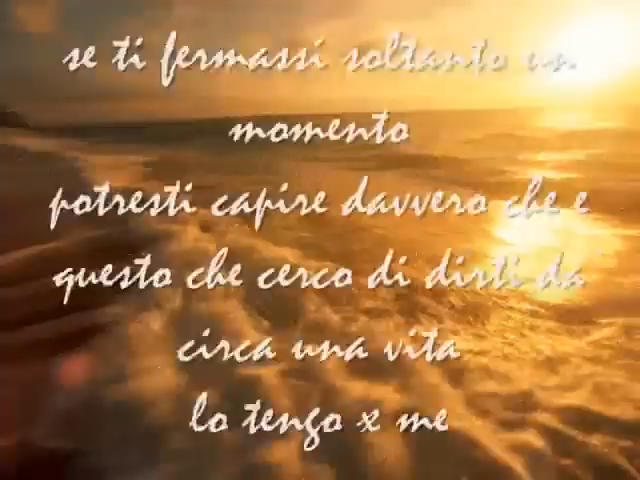 se ti fermassi soltanto un
momento
potresti capire davvero che e
questo che cerco di dirti da
circa una vita
lo tengo x me